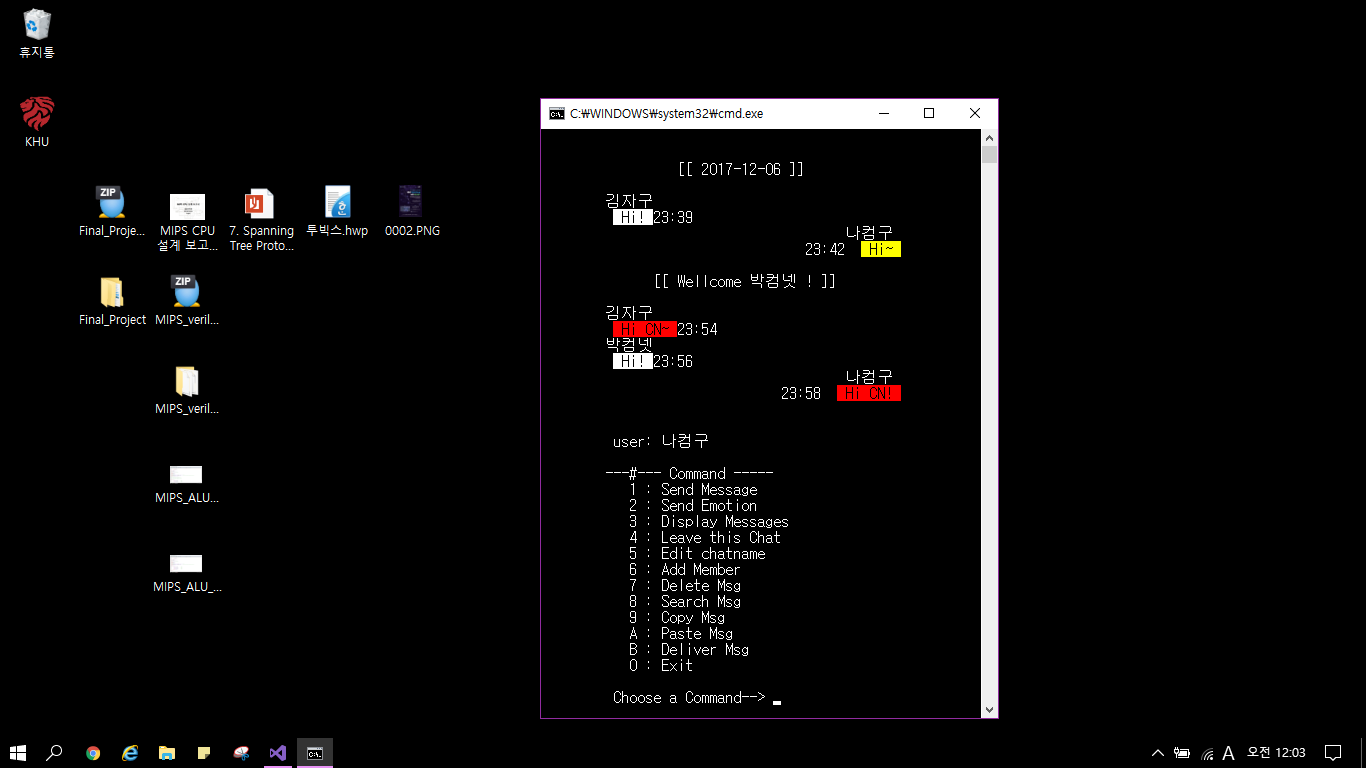 휴지통
KHU
Final_Proje...
MIPS CPU
설계 보고...
7. Spanning
Tree Proto...
투빅스.hwp
0002.PNG
Final_Project
MIPS_veril...
MIPS_veril...
MIPS_ALU...
MIPS_ALU_...
C:₩WINDOWS₩system32₩cmd.exe
[[ 2017-12-06 ]]
김자구
Hi! 23:39
나컴구
23:42 Hi~
[[ Wellcome 박컴넷 ! ]]
김자구
Hi CN~ 23:54
박컴넷
Hi! 23:56
나컴구
23:58 Hi CN!
user: 나컴구
---#--- Command -----
1 : Send Message
2 : Send Emotion
3 : Display Messages
4 : Leave this Chat
5 : Edit chatname
6 : Add Member
7 : Delete Msg
8 : Search Msg
9 : Copy Msg
A : Paste Msg
B : Deliver Msg
0 : Exit
Choose a Command-->
A 오전 12:03